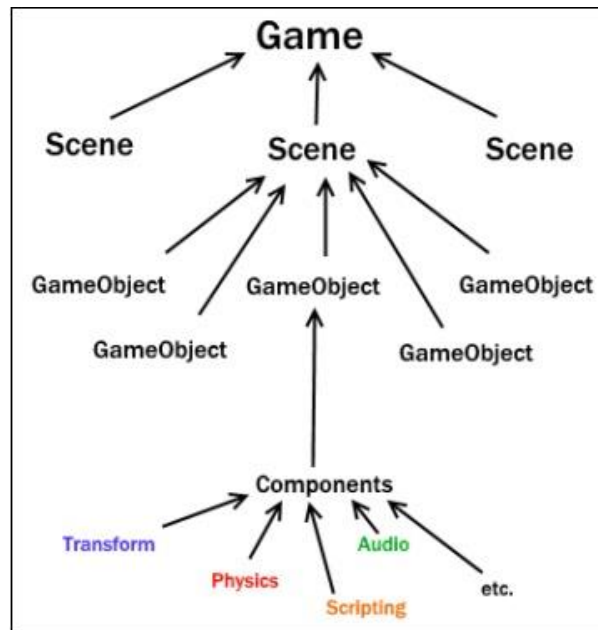 Game
Scene
Scene
Scene
GameObject
GameObject
GameObject
GameObject
GameObject
Components
Transform
Audio
Physics
etc.
Scripting